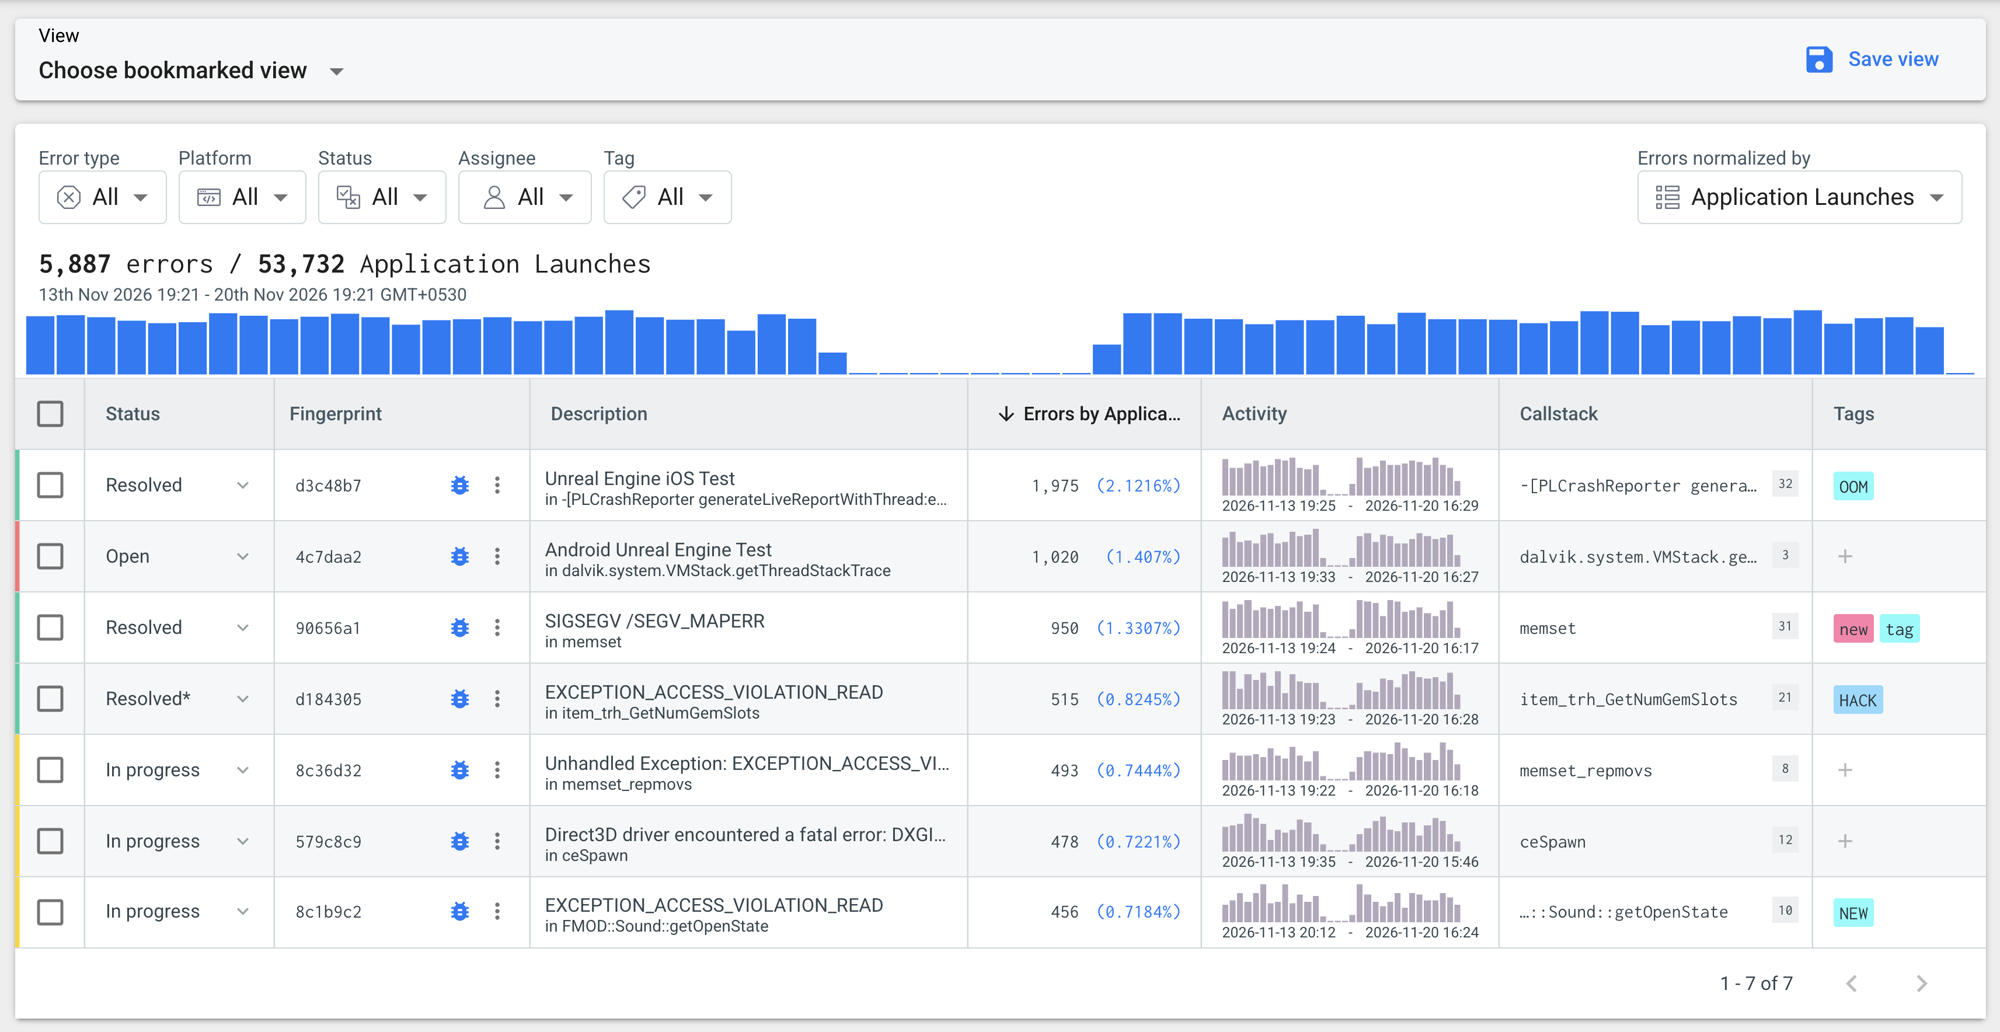 View
Choose bookmarked view
Save view
Error type Platform Status Assignee Tag Errors normalized by
All All All All All Application Launches
5,887 errors / 53,732 Application Launches
13th Nov 2026 19:21 - 20th Nov 2026 19:21 GMT+0530
Status Fingerprint Description Errors by Applica... Activity Callstack Tags
Resolved d3c48b7 Unreal Engine iOS Test 1,975 (2.1216%) -[PLCrashReporter genera... 32 OOM
in -[PLCrashReporter generateLiveReportWithThread:e... 2026-11-13 19:25 - 2026-11-20 16:29
Open 4c7daa2 Android Unreal Engine Test 1,020 (1.407%) dalvik.system.VMStack.ge... 3 +
in dalvik.system.VMStack.getThreadStackTrace 2026-11-13 19:33 - 2026-11-20 16:27
Resolved 90656a1 SIGSEGV /SEGV_MAPERR 950 (1.3307%) memset 31 new tag
in memset 2026-11-13 19:24 - 2026-11-20 16:17
Resolved* d184305 EXCEPTION_ACCESS_VIOLATION_READ 515 (0.8245%) item_trh_GetNumGemSlots 21 HACK
in item_trh_GetNumGemSlots 2026-11-13 19:23 - 2026-11-20 16:28
In progress 8c36d32 Unhandled Exception: EXCEPTION_ACCESS_VI... 493 (0.7444%) memset_repmovs 8 +
in memset_repmovs 2026-11-13 19:22 - 2026-11-20 16:18
In progress 579c8c9 Direct3D driver encountered a fatal error: DXGI... 478 (0.7221%) ceSpawn 12 +
in ceSpawn 2026-11-13 19:35 - 2026-11-20 15:46
In progress 8c1b9c2 EXCEPTION_ACCESS_VIOLATION_READ 456 (0.7184%) ...::Sound::getOpenState 10 NEW
in FMOD::Sound::getOpenState 2026-11-13 20:12 - 2026-11-20 16:24
1 - 7 of 7